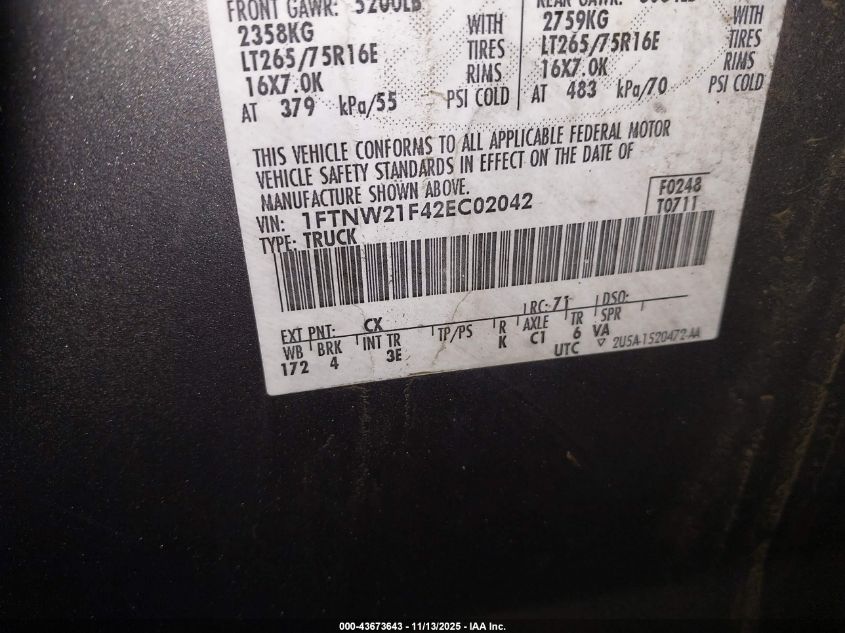 FRONT GAWR: 5200LB
2358KG WITH
LT265/75R16E TIRES
16X7.0K RIMS
AT 379 kPa/55 PSI COLD
REAR GAWR:
2759KG WITH
LT265/75R16E TIRES
16X7.0K RIMS
AT 483 kPa/70 PSI COLD
THIS VEHICLE CONFORMS TO ALL APPLICABLE FEDERAL MOTOR
VEHICLE SAFETY STANDARDS IN EFFECT ON THE DATE OF
MANUFACTURE SHOWN ABOVE.
VIN: 1FTNW21F42EC02042
TYPE: TRUCK
F0248
T0711
EXT PNT: CX RC: 71 DSO:
WB BRK INT TR TP/PS R AXLE TR SPR
172 4 3E K C1 6 VA
UTC ▽ 2U5A-1520472-AA
000-43673643 - 11/13/2025 - IAA Inc.